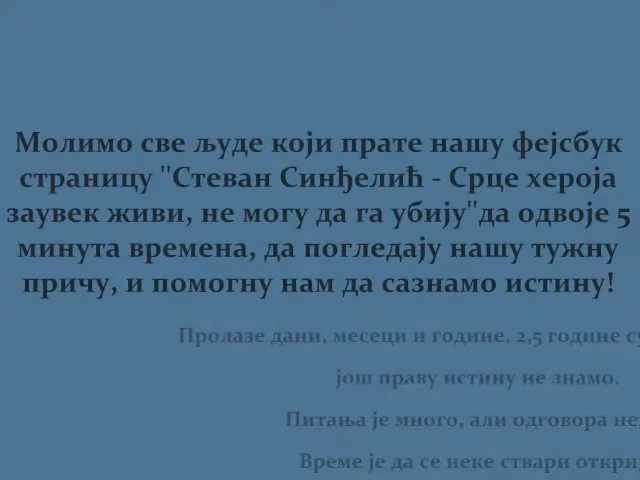 Молимо све људе који прате нашу фејсбук
страницу "Стеван Синђелић - Срце хероја
заувек живи, не могу да га убију"да одвоје 5
минута времена, да погледају нашу тужну
причу, и помогну нам да сазнамо истину!
Пролазе дани, месеци и године. 2,5 године
још праву истину не знамо.
Питања је много, али одговора
Време је да се неке ствари